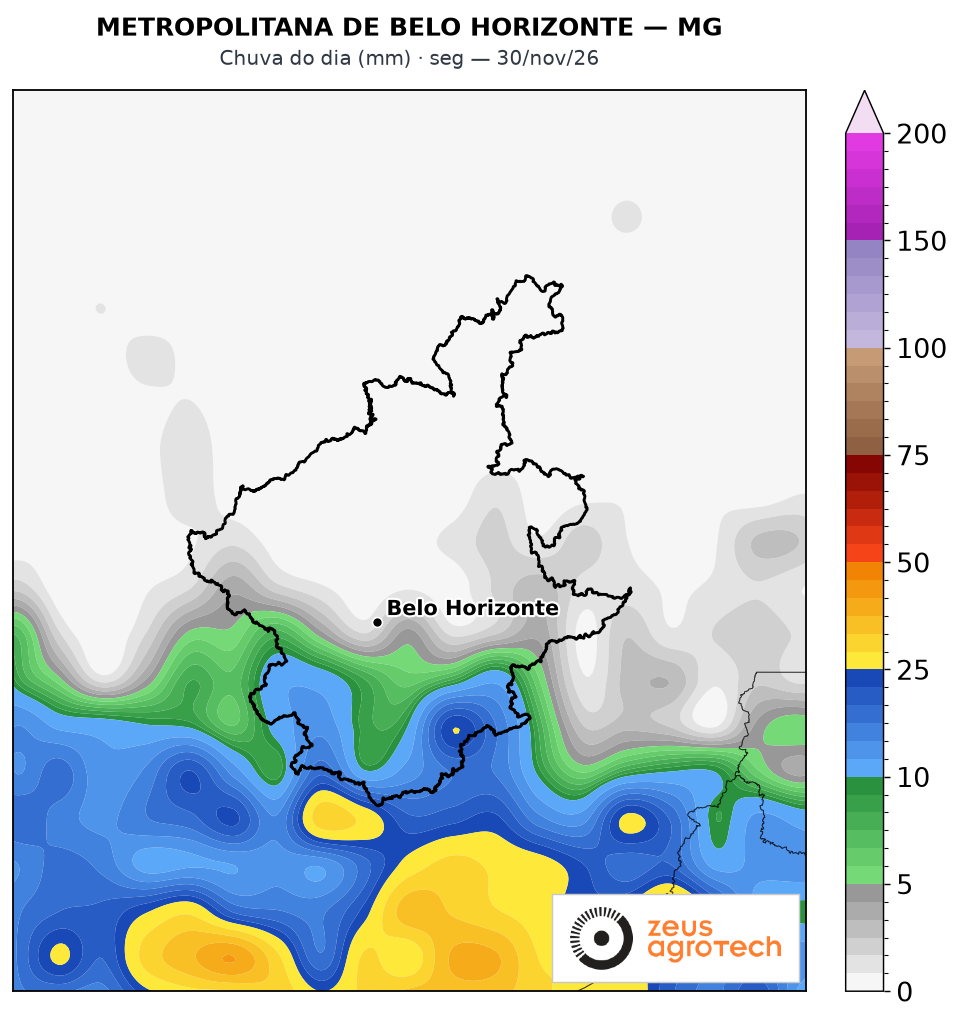 METROPOLITANA DE BELO HORIZONTE — MG
Chuva do dia (mm) · seg — 30/nov/26
200
150
100
75
50
25
10
5
0
Belo Horizonte
zeus
agrotech